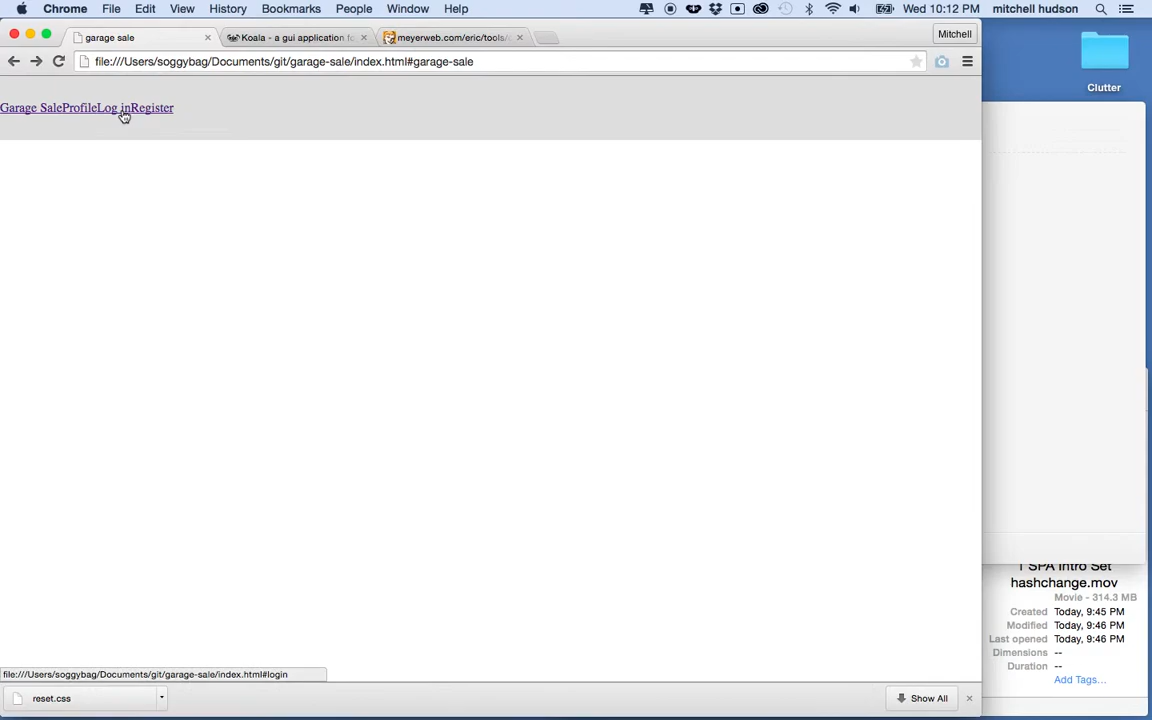 Chrome File Edit View History Bookmarks People Window Help Wed 10:12 PM mitchell hudson
garage sale Koala - a gui application fo meyerweb.com/eric/tools/ Mitchell
file:///Users/soggybag/Documents/git/garage-sale/index.html#garage-sale
Clutter
Garage SaleProfileLog inRegister
1 SPA Intro Set
hashchange.mov
Movie - 314.3 MB
Created Today, 9:45 PM
Modified Today, 9:46 PM
Last opened Today, 9:46 PM
Dimensions --
Duration --
Add Tags...
file:///Users/soggybag/Documents/git/garage-sale/index.html#login
reset.css Show All